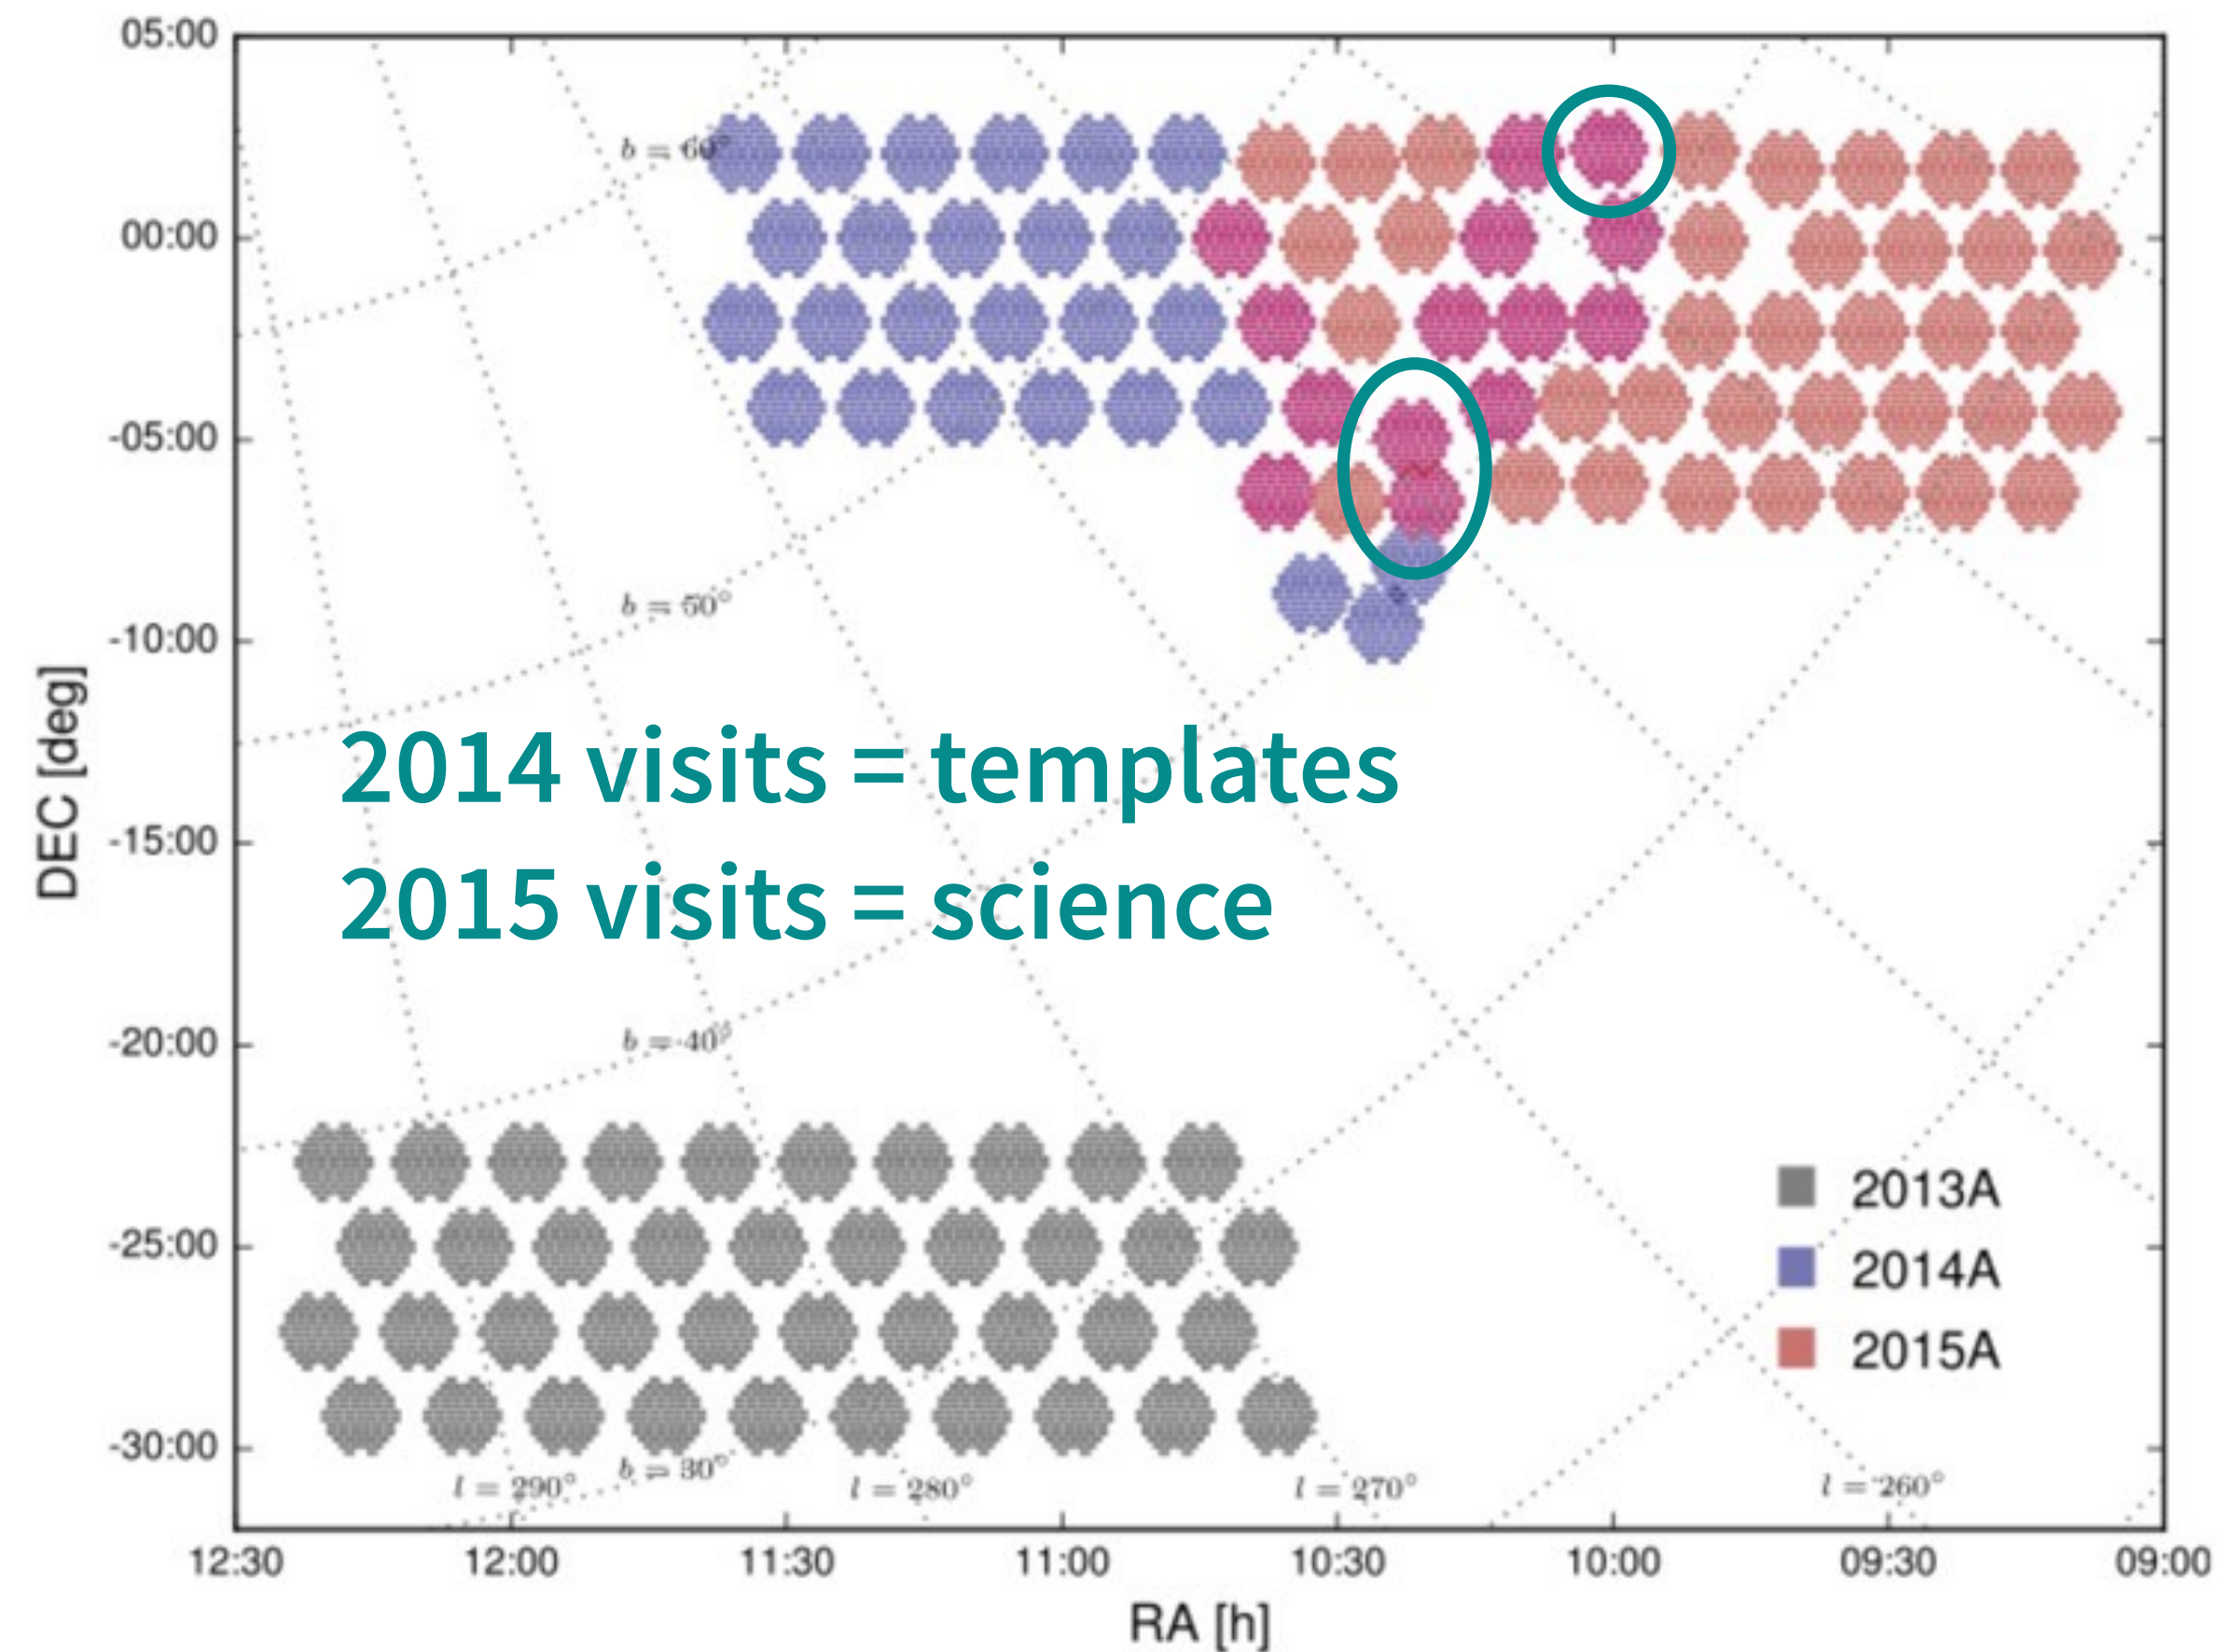 05:00
00:00
-05:00
-10:00
-15:00
-20:00
-25:00
-30:00
DEC [deg]
b = 60°
b = 50°
2014 visits = templates
2015 visits = science
b = 40°
2013A
2014A
2015A
b = 30°
l = 290°
l = 280°
l = 270°
l = 260°
12:30
12:00
11:30
11:00
10:30
10:00
09:30
09:00
RA [h]